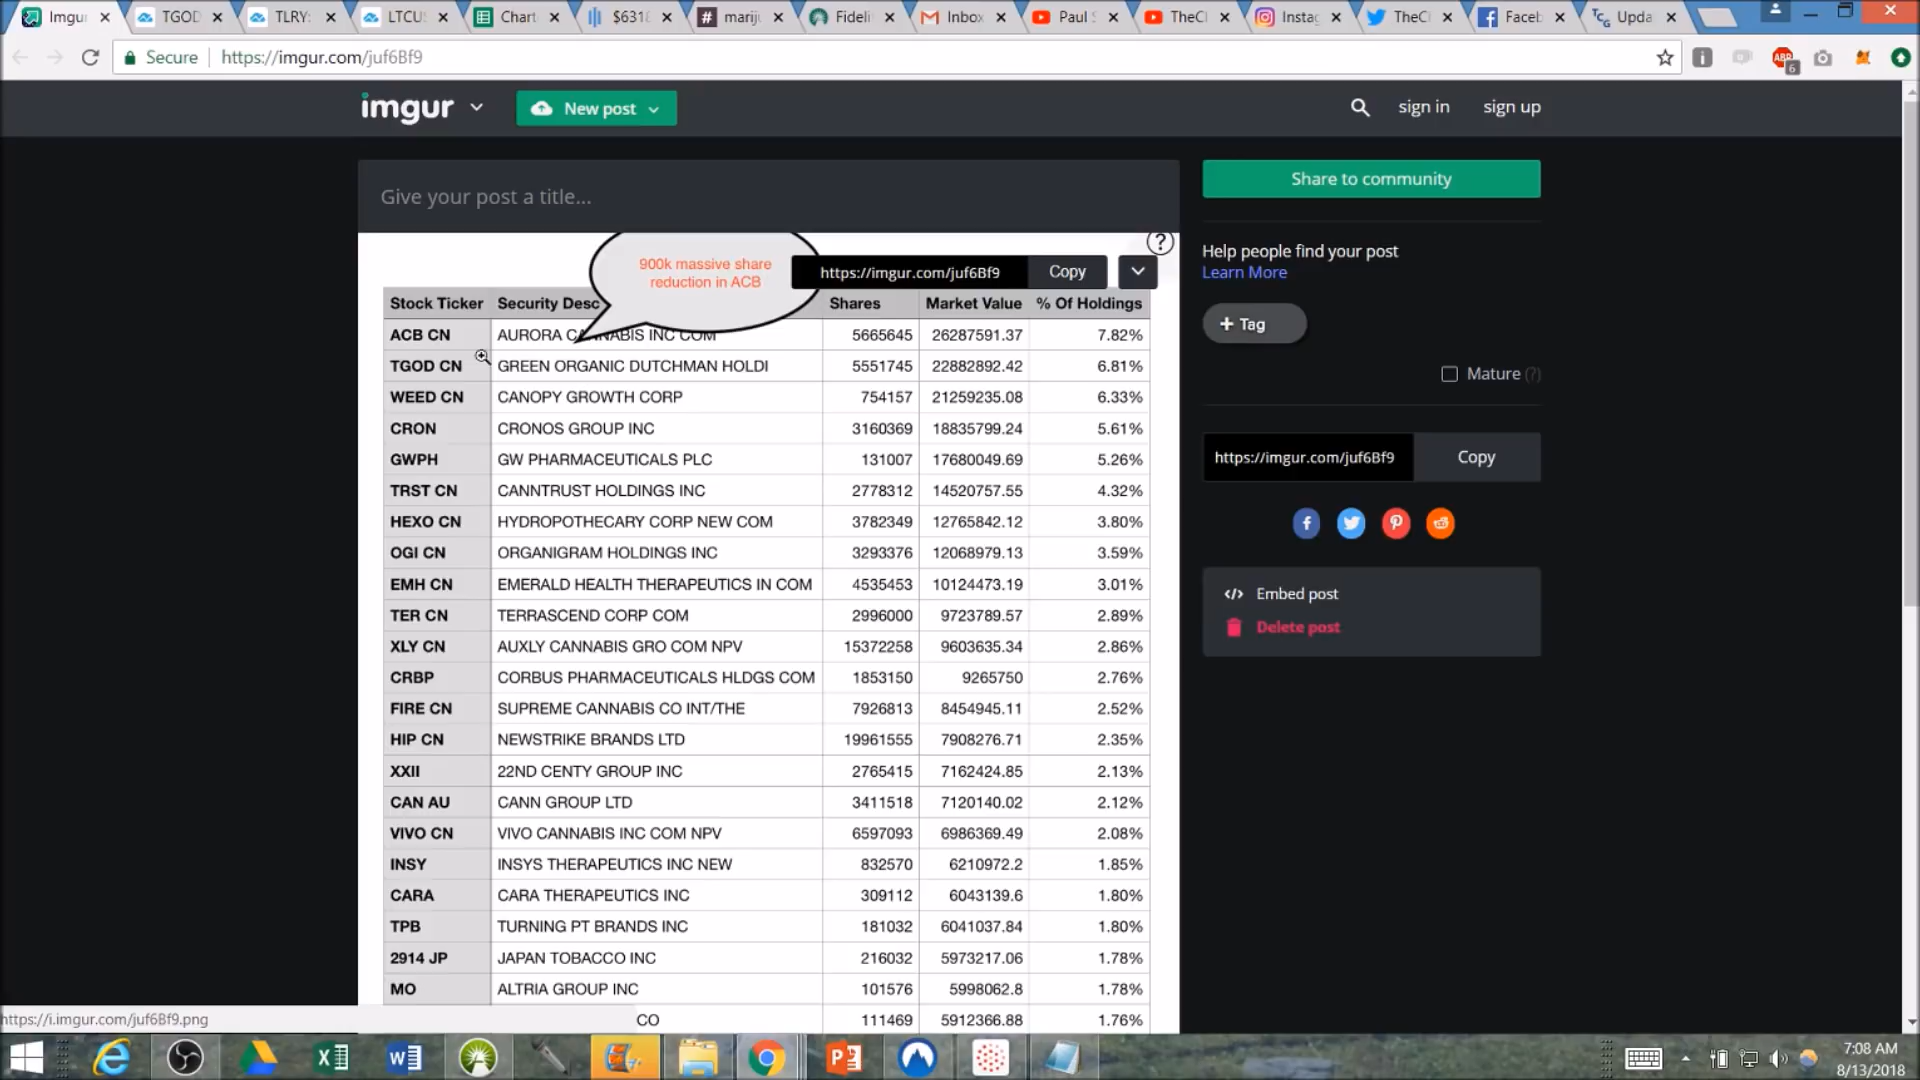 Imgur
TGOD
TLRY:
LTCU
Chart
$631
# mariju
Fideli
Inbox
Paul
TheCl
Insta
TheCl
Faceb
Upda
Secure
https://imgur.com/juf6Bf9
6
imgur
New post
sign in
sign up
Give your post a title...
Share to community
900k massive share
reduction in ACB
https://imgur.com/juf6Bf9 Copy
?
Help people find your post
Learn More
+ Tag
Mature (?)
https://imgur.com/juf6Bf9 Copy
</> Embed post
Delete post
Stock Ticker Security Desc Shares Market Value % Of Holdings
ACB CN AURORA CANNABIS INC COM 5665645 26287591.37 7.82%
TGOD CN GREEN ORGANIC DUTCHMAN HOLDI 5551745 22882892.42 6.81%
WEED CN CANOPY GROWTH CORP 754157 21259235.08 6.33%
CRON CRONOS GROUP INC 3160369 18835799.24 5.61%
GWPH GW PHARMACEUTICALS PLC 131007 17680049.69 5.26%
TRST CN CANNTRUST HOLDINGS INC 2778312 14520757.55 4.32%
HEXO CN HYDROPOTHECARY CORP NEW COM 3782349 12765842.12 3.80%
OGI CN ORGANIGRAM HOLDINGS INC 3293376 12068979.13 3.59%
EMH CN EMERALD HEALTH THERAPEUTICS IN COM 4535453 10124473.19 3.01%
TER CN TERRASCEND CORP COM 2996000 9723789.57 2.89%
XLY CN AUXLY CANNABIS GRO COM NPV 15372258 9603635.34 2.86%
CRBP CORBUS PHARMACEUTICALS HLDGS COM 1853150 9265750 2.76%
FIRE CN SUPREME CANNABIS CO INT/THE 7926813 8454945.11 2.52%
HIP CN NEWSTRIKE BRANDS LTD 19961555 7908276.71 2.35%
XXII 22ND CENTY GROUP INC 2765415 7162424.85 2.13%
CAN AU CANN GROUP LTD 3411518 7120140.02 2.12%
VIVO CN VIVO CANNABIS INC COM NPV 6597093 6986369.49 2.08%
INSY INSYS THERAPEUTICS INC NEW 832570 6210972.2 1.85%
CARA CARA THERAPEUTICS INC 309112 6043139.6 1.80%
TPB TURNING PT BRANDS INC 181032 6041037.84 1.80%
2914 JP JAPAN TOBACCO INC 216032 5973217.06 1.78%
MO ALTRIA GROUP INC 101576 5998062.8 1.78%
CO 111469 5912366.88 1.76%
https://i.imgur.com/juf6Bf9.png
7:08 AM
8/13/2018